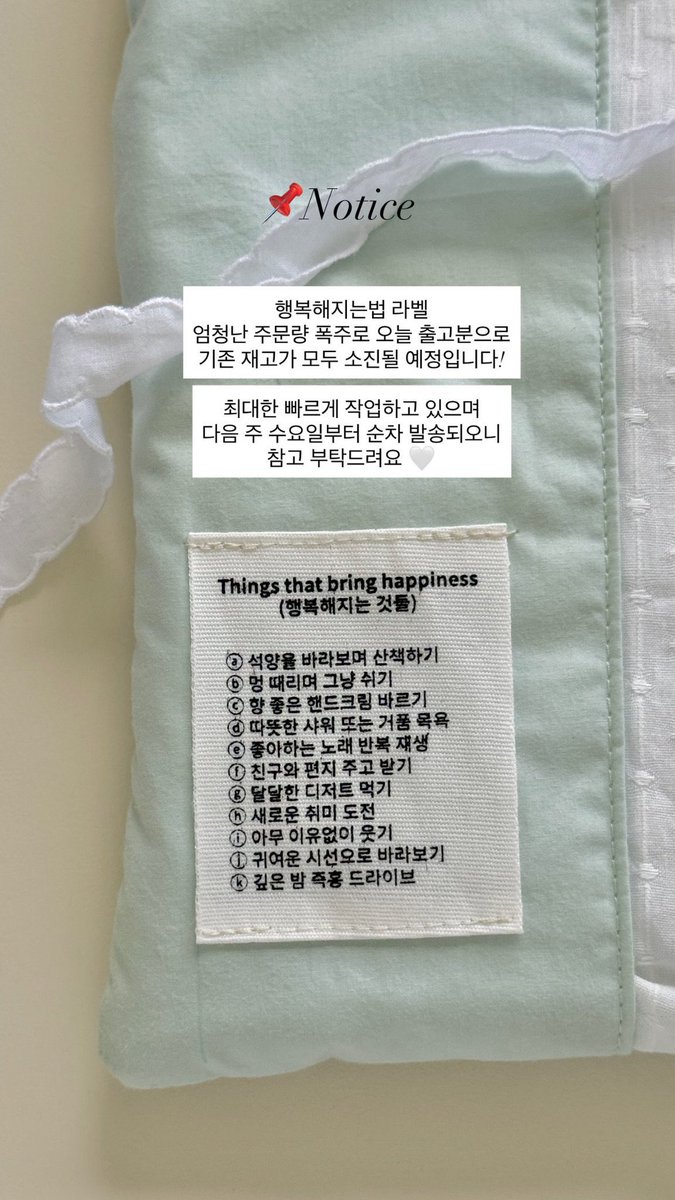 📌Notice
행복해지는법 라벨
엄청난 주문량 폭주로 오늘 출고분으로
기존 재고가 모두 소진될 예정입니다!
최대한 빠르게 작업하고 있으며
다음 주 수요일부터 순차 발송되오니
참고 부탁드려요 🤍
Things that bring happiness
(행복해지는 것들)
ⓐ 석양을 바라보며 산책하기
ⓑ 멍 때리며 그냥 쉬기
ⓒ 향 좋은 핸드크림 바르기
ⓓ 따뜻한 샤워 또는 거품 목욕
ⓔ 좋아하는 노래 반복 재생
ⓕ 친구와 편지 주고 받기
ⓖ 달달한 디저트 먹기
ⓗ 새로운 취미 도전
ⓘ 아무 이유없이 웃기
ⓙ 귀여운 시선으로 바라보기
ⓚ 깊은 밤 즉흥 드라이브